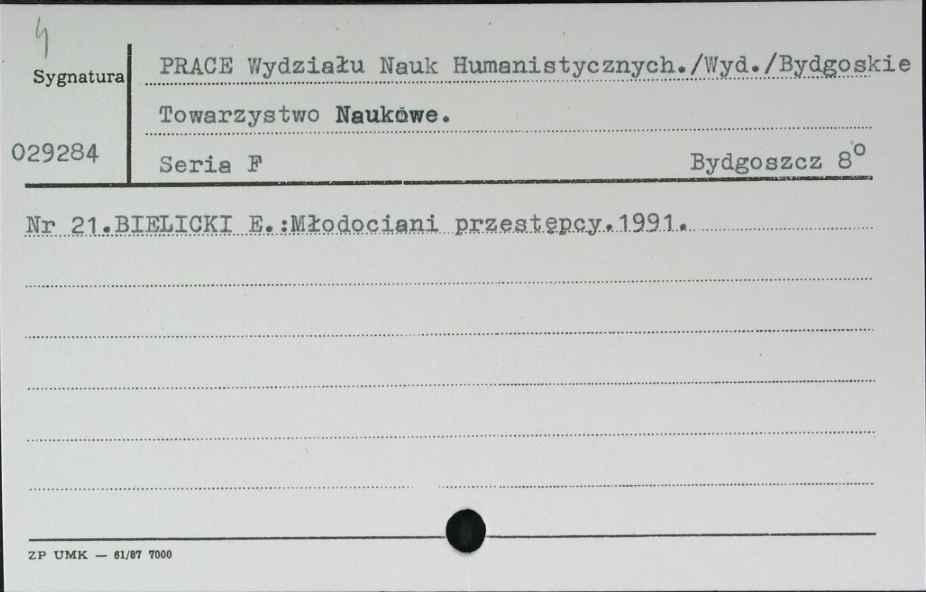 4
Sygnatura
PRACE Wydziału Nauk Humanistycznych./Wyd./Bydgoskie
Towarzystwo Naukowe.
029284
Seria F Bydgoszcz 8°
Nr 21.BIELICKI E.:Młodociani przestępcy.1991.
ZP UMK — 61/87 7000